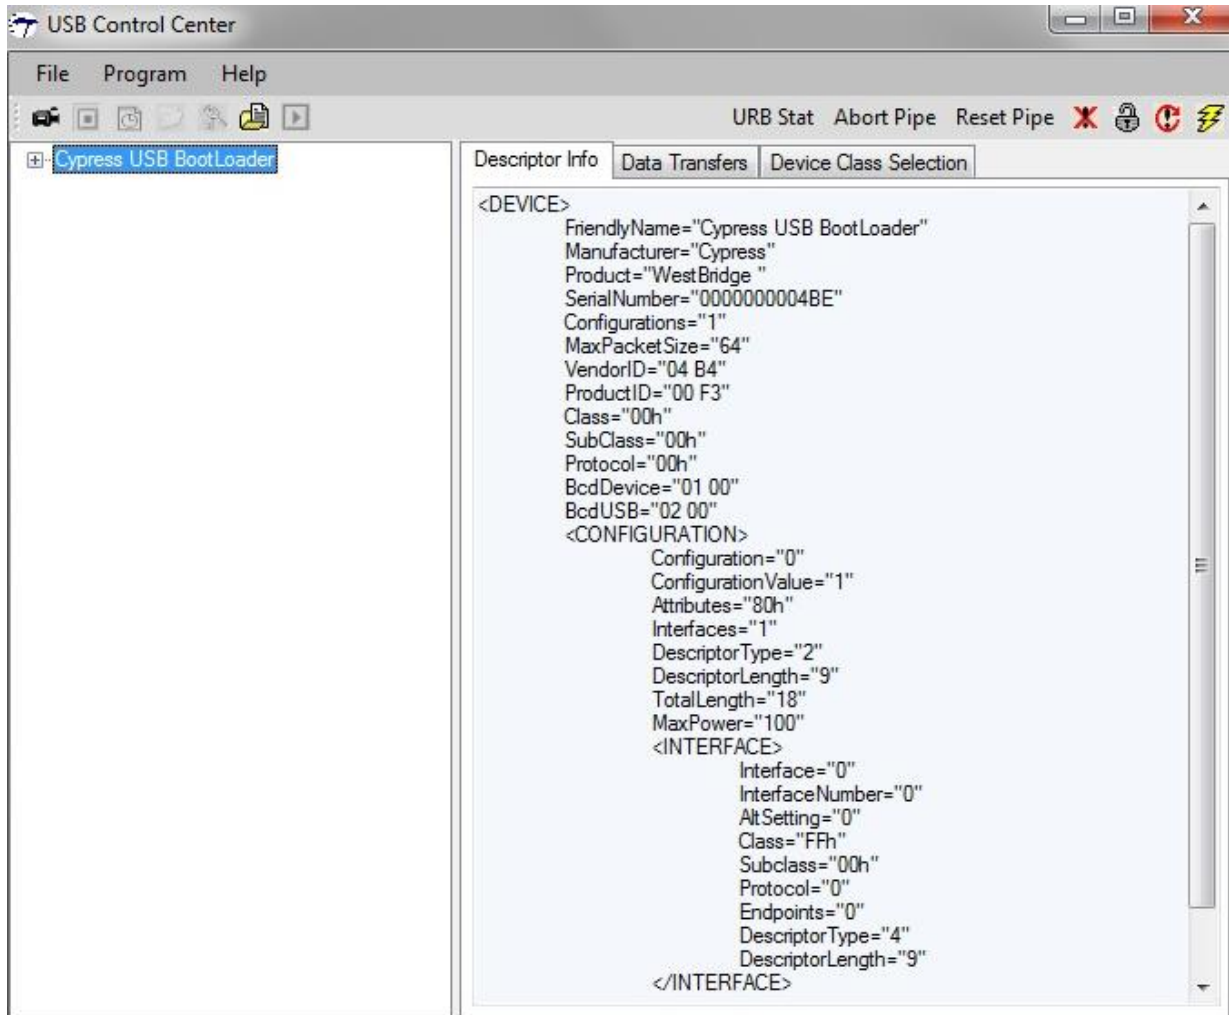 USB Control Center
File Program Help
URB Stat Abort Pipe Reset Pipe
Cypress USB BootLoader
Descriptor Info Data Transfers Device Class Selection
<DEVICE>
FriendlyName="Cypress USB BootLoader"
Manufacturer="Cypress"
Product="WestBridge "
SerialNumber="0000000004BE"
Configurations="1"
MaxPacketSize="64"
VendorID="04 B4"
ProductID="00 F3"
Class="00h"
SubClass="00h"
Protocol="00h"
BcdDevice="01 00"
BcdUSB="02 00"
<CONFIGURATION>
Configuration="0"
ConfigurationValue="1"
Attributes="80h"
Interfaces="1"
DescriptorType="2"
DescriptorLength="9"
TotalLength="18"
MaxPower="100"
<INTERFACE>
Interface="0"
InterfaceNumber="0"
AltSetting="0"
Class="FFh"
Subclass="00h"
Protocol="0"
Endpoints="0"
DescriptorType="4"
DescriptorLength="9"
</INTERFACE>